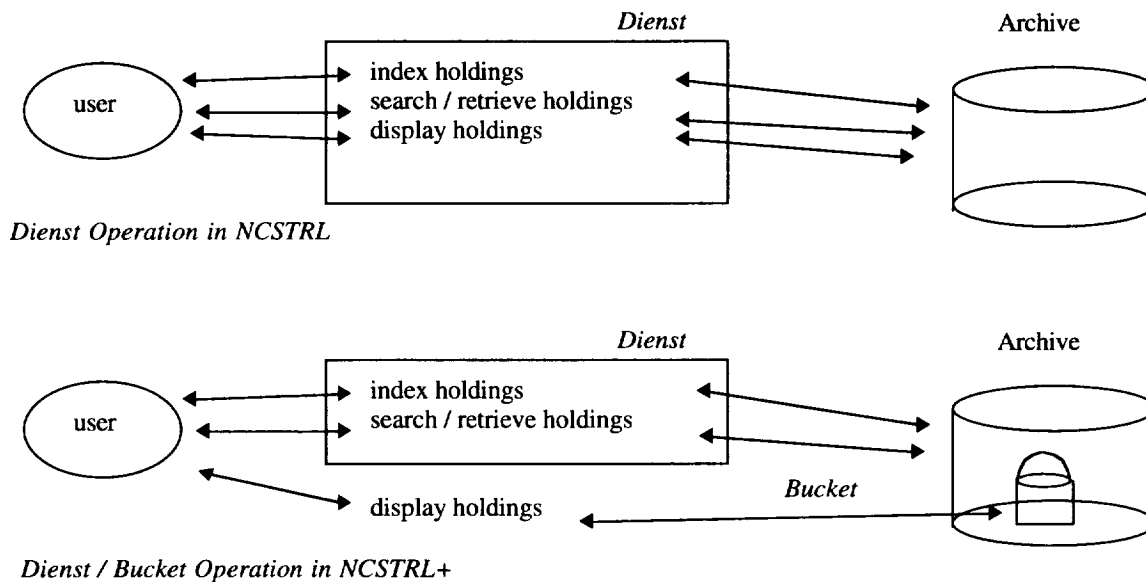 Dienst
Archive
user
index holdings
search / retrieve holdings
display holdings
Dienst Operation in NCSTRL
Dienst
Archive
user
index holdings
search / retrieve holdings
Bucket
display holdings
Dienst / Bucket Operation in NCSTRL+